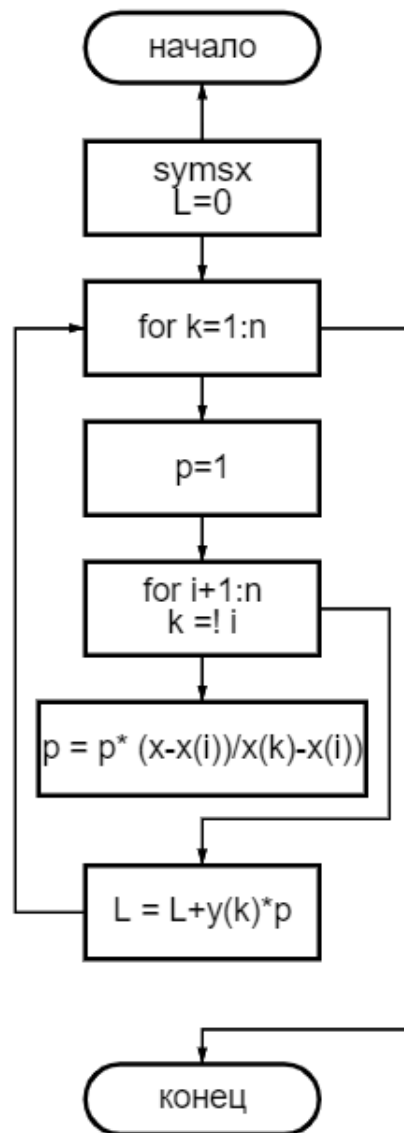 начало
symsx
L=0
for k=1:n
p=1
for i+1:n
k =! i
p = p* (x-x(i))/x(k)-x(i))
L = L+y(k)*p
конец